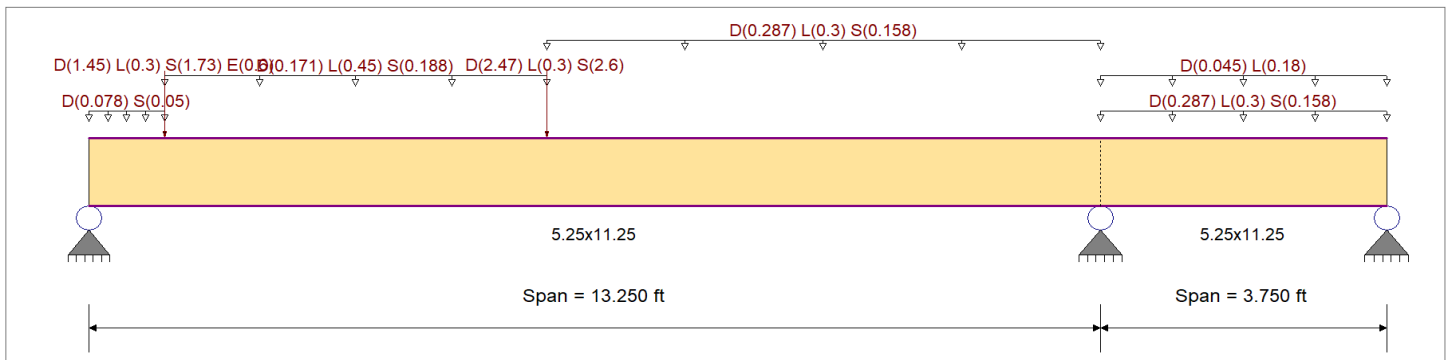 D(0.287) L(0.3) S(0.158)
D(1.45) L(0.3) S(1.73) E(0.6)
D(0.171) L(0.45) S(0.188)
D(2.47) L(0.3) S(2.6)
D(0.045) L(0.18)
D(0.078) S(0.05)
D(0.287) L(0.3) S(0.158)
5.25x11.25
5.25x11.25
Span = 13.250 ft
Span = 3.750 ft